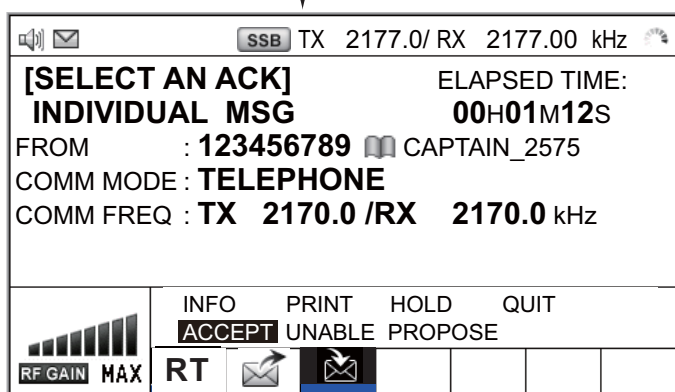 SSB TX 2177.0/ RX 2177.00 kHz
[SELECT AN ACK] ELAPSED TIME:
INDIVIDUAL MSG 00H01M12S
FROM : 123456789 CAPTAIN_2575
COMM MODE : TELEPHONE
COMM FREQ : TX 2170.0 /RX 2170.0 kHz
INFO PRINT HOLD QUIT
ACCEPT UNABLE PROPOSE
RF GAIN MAX RT